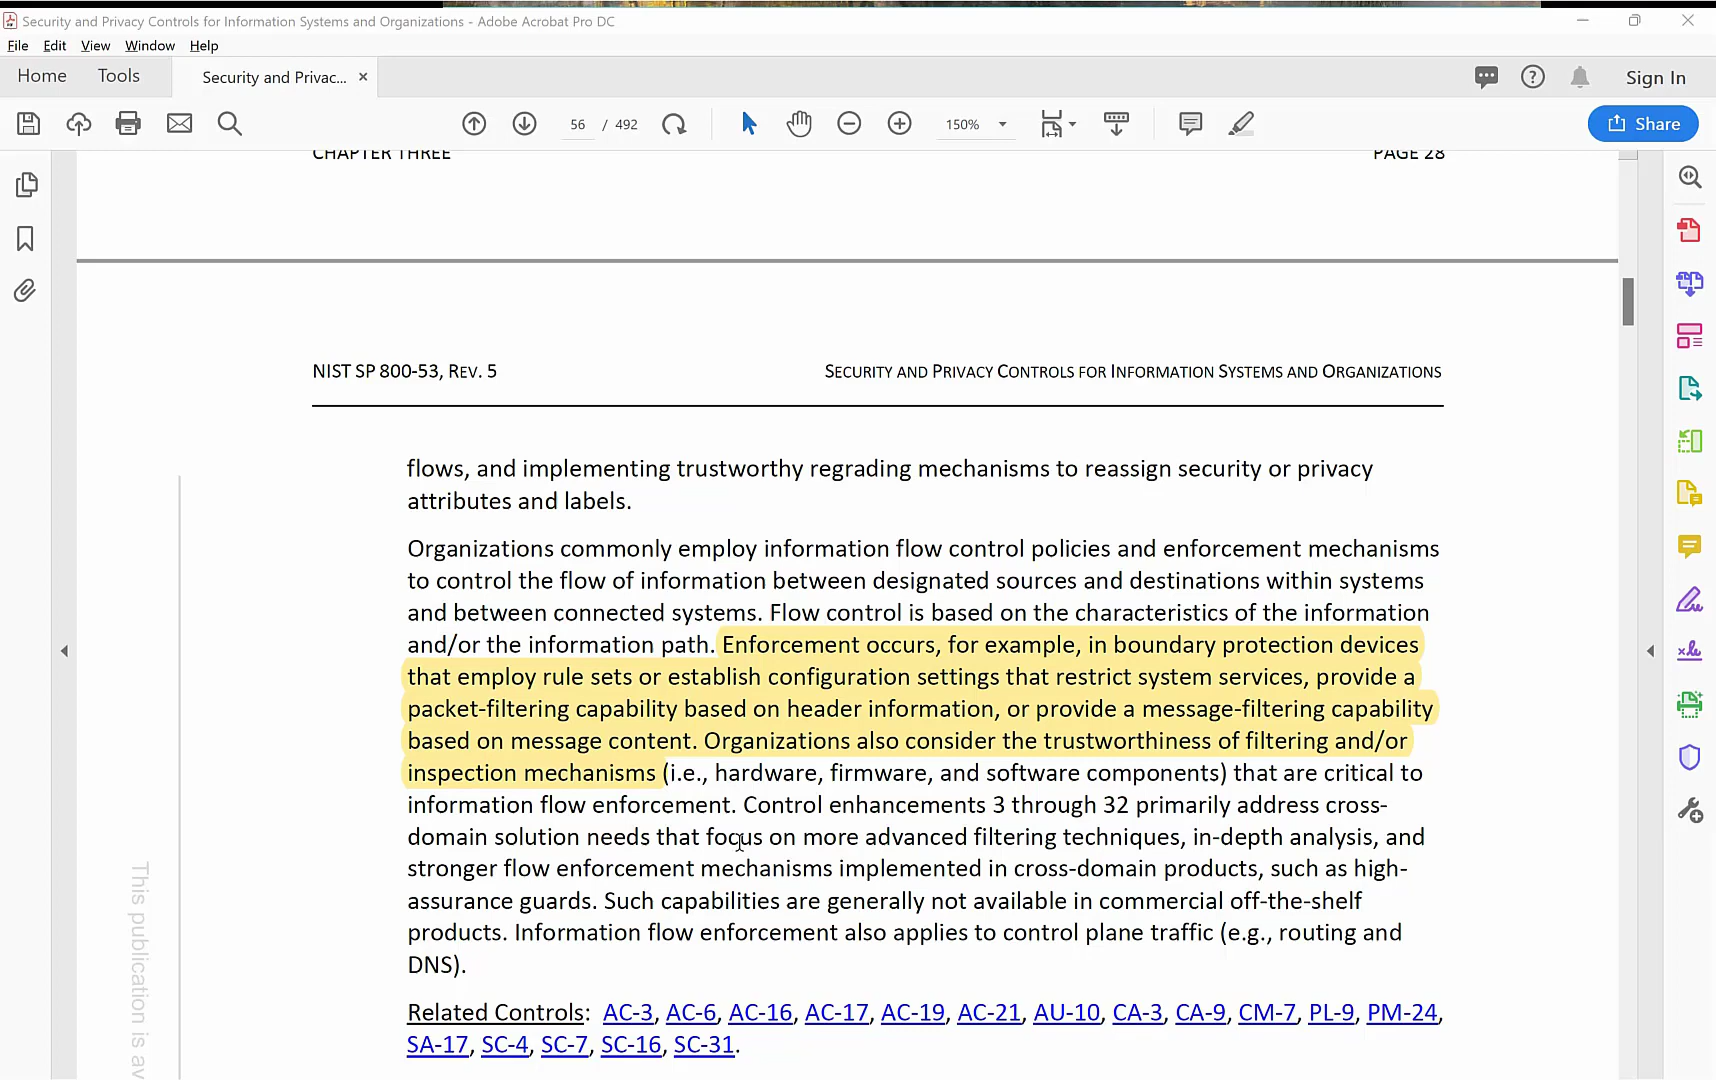 Security and Privacy Controls for Information Systems and Organizations - Adobe Acrobat Pro DC
File Edit View Window Help
Home Tools Security and Privac... × Sign In
56 / 492 150% Share
CHAPTER THREE PAGE 28
NIST SP 800-53, REV. 5 SECURITY AND PRIVACY CONTROLS FOR INFORMATION SYSTEMS AND ORGANIZATIONS
flows, and implementing trustworthy regrading mechanisms to reassign security or privacy
attributes and labels.
Organizations commonly employ information flow control policies and enforcement mechanisms
to control the flow of information between designated sources and destinations within systems
and between connected systems. Flow control is based on the characteristics of the information
and/or the information path. Enforcement occurs, for example, in boundary protection devices
that employ rule sets or establish configuration settings that restrict system services, provide a
packet-filtering capability based on header information, or provide a message-filtering capability
based on message content. Organizations also consider the trustworthiness of filtering and/or
inspection mechanisms (i.e., hardware, firmware, and software components) that are critical to
information flow enforcement. Control enhancements 3 through 32 primarily address cross-
domain solution needs that focus on more advanced filtering techniques, in-depth analysis, and
stronger flow enforcement mechanisms implemented in cross-domain products, such as high-
assurance guards. Such capabilities are generally not available in commercial off-the-shelf
products. Information flow enforcement also applies to control plane traffic (e.g., routing and
DNS).
Related Controls: AC-3, AC-6, AC-16, AC-17, AC-19, AC-21, AU-10, CA-3, CA-9, CM-7, PL-9, PM-24,
SA-17, SC-4, SC-7, SC-16, SC-31.
This publication is av